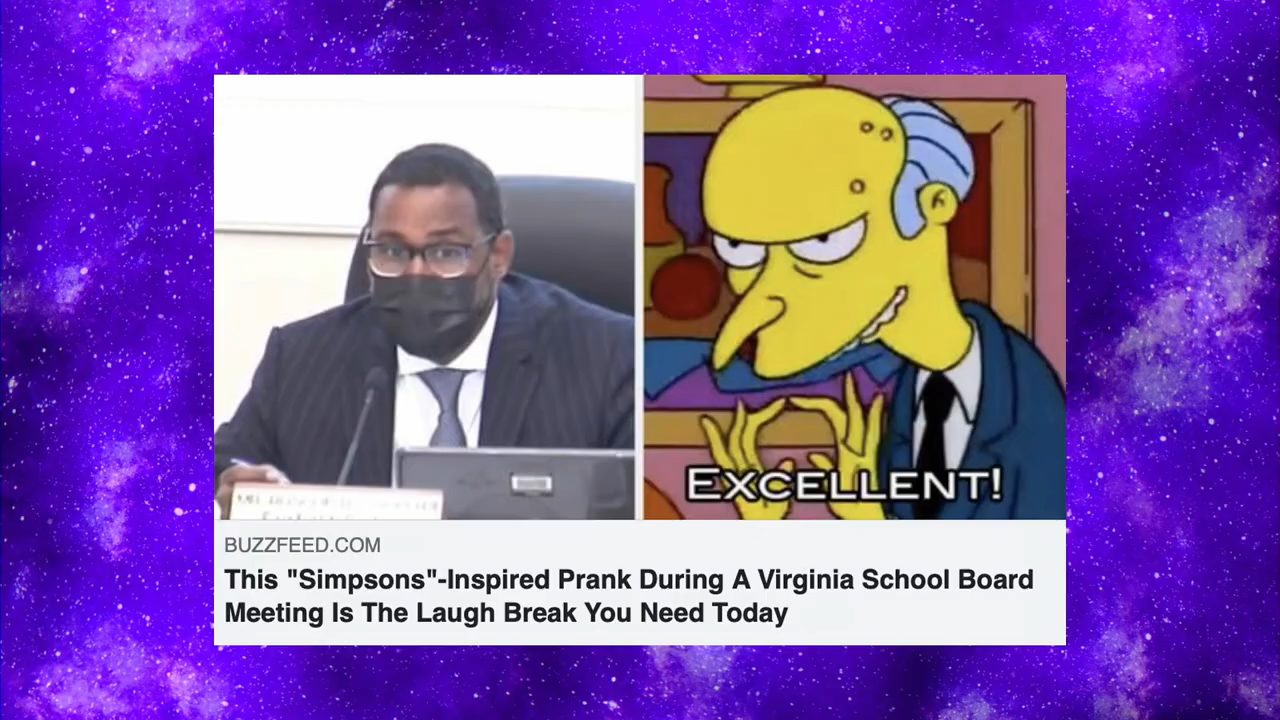 EXCELLENT!
BUZZFEED.COM
This "Simpsons"-Inspired Prank During A Virginia School Board
Meeting Is The Laugh Break You Need Today